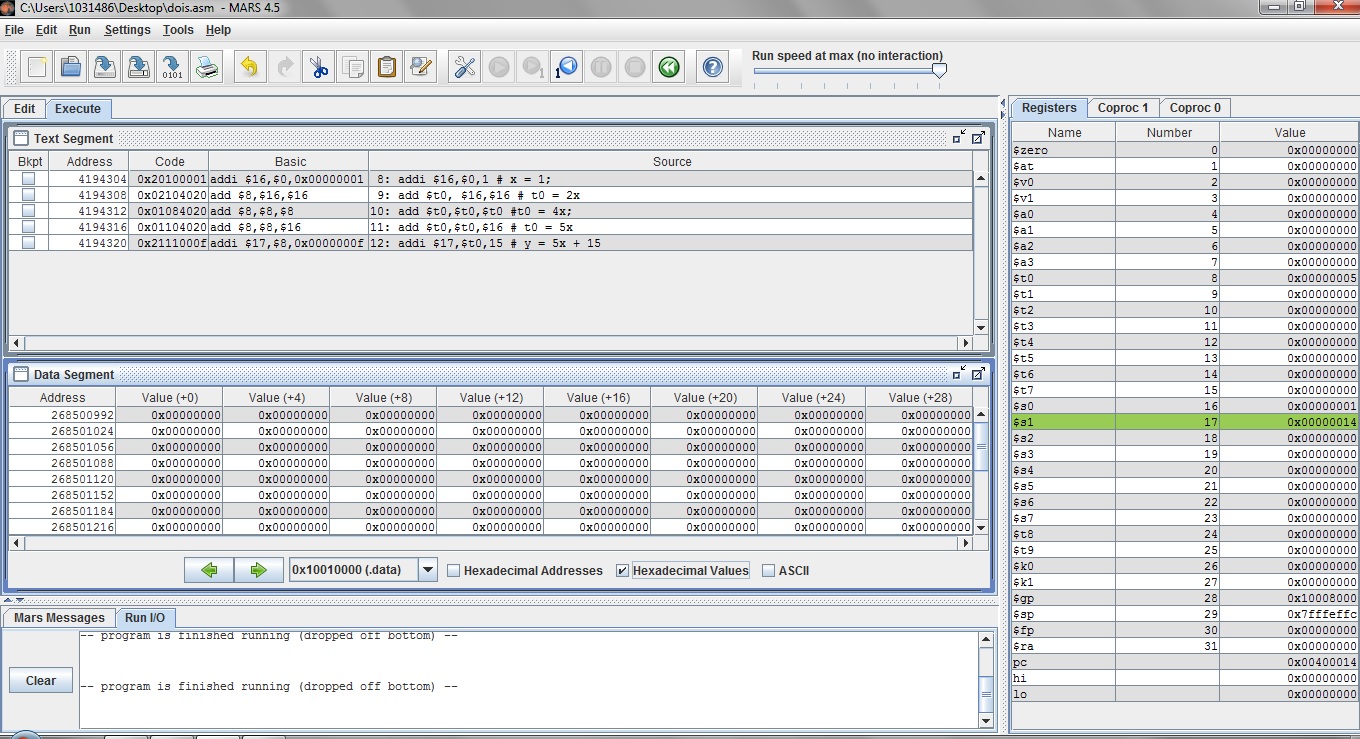 C:\Users\1031486\Desktop\dois.asm - MARS 4.5
File Edit Run Settings Tools Help
Run speed at max (no interaction)
Edit Execute
Text Segment
Bkpt Address Code Basic Source
4194304 0x20100001 addi $16,$0,0x00000001 8: addi $16,$0,1 # x = 1;
4194308 0x02104020 add $8,$16,$16 9: add $t0, $16,$16 # t0 = 2x
4194312 0x01084020 add $8,$8,$8 10: add $t0,$t0,$t0 #t0 = 4x;
4194316 0x01104020 add $8,$8,$16 11: add $t0,$t0,$16 # t0 = 5x
4194320 0x2111000f addi $17,$8,0x0000000f 12: addi $17,$t0,15 # y = 5x + 15
Data Segment
Address Value (+0) Value (+4) Value (+8) Value (+12) Value (+16) Value (+20) Value (+24) Value (+28)
268500992 0x00000000 0x00000000 0x00000000 0x00000000 0x00000000 0x00000000 0x00000000 0x00000000
268501024 0x00000000 0x00000000 0x00000000 0x00000000 0x00000000 0x00000000 0x00000000 0x00000000
268501056 0x00000000 0x00000000 0x00000000 0x00000000 0x00000000 0x00000000 0x00000000 0x00000000
268501088 0x00000000 0x00000000 0x00000000 0x00000000 0x00000000 0x00000000 0x00000000 0x00000000
268501120 0x00000000 0x00000000 0x00000000 0x00000000 0x00000000 0x00000000 0x00000000 0x00000000
268501152 0x00000000 0x00000000 0x00000000 0x00000000 0x00000000 0x00000000 0x00000000 0x00000000
268501184 0x00000000 0x00000000 0x00000000 0x00000000 0x00000000 0x00000000 0x00000000 0x00000000
268501216 0x00000000 0x00000000 0x00000000 0x00000000 0x00000000 0x00000000 0x00000000 0x00000000
0x10010000 (.data) Hexadecimal Addresses Hexadecimal Values ASCII
Mars Messages Run I/O
-- program is finished running (dropped off bottom) --
Clear
-- program is finished running (dropped off bottom) --
Registers Coproc 1 Coproc 0
Name Number Value
$zero 0 0x00000000
$at 1 0x00000000
$v0 2 0x00000000
$v1 3 0x00000000
$a0 4 0x00000000
$a1 5 0x00000000
$a2 6 0x00000000
$a3 7 0x00000000
$t0 8 0x00000005
$t1 9 0x00000000
$t2 10 0x00000000
$t3 11 0x00000000
$t4 12 0x00000000
$t5 13 0x00000000
$t6 14 0x00000000
$t7 15 0x00000000
$s0 16 0x00000001
$s1 17 0x00000014
$s2 18 0x00000000
$s3 19 0x00000000
$s4 20 0x00000000
$s5 21 0x00000000
$s6 22 0x00000000
$s7 23 0x00000000
$t8 24 0x00000000
$t9 25 0x00000000
$k0 26 0x00000000
$k1 27 0x00000000
$gp 28 0x10008000
$sp 29 0x7fffeffc
$fp 30 0x00000000
$ra 31 0x00000000
pc 0x00400014
hi 0x00000000
lo 0x00000000